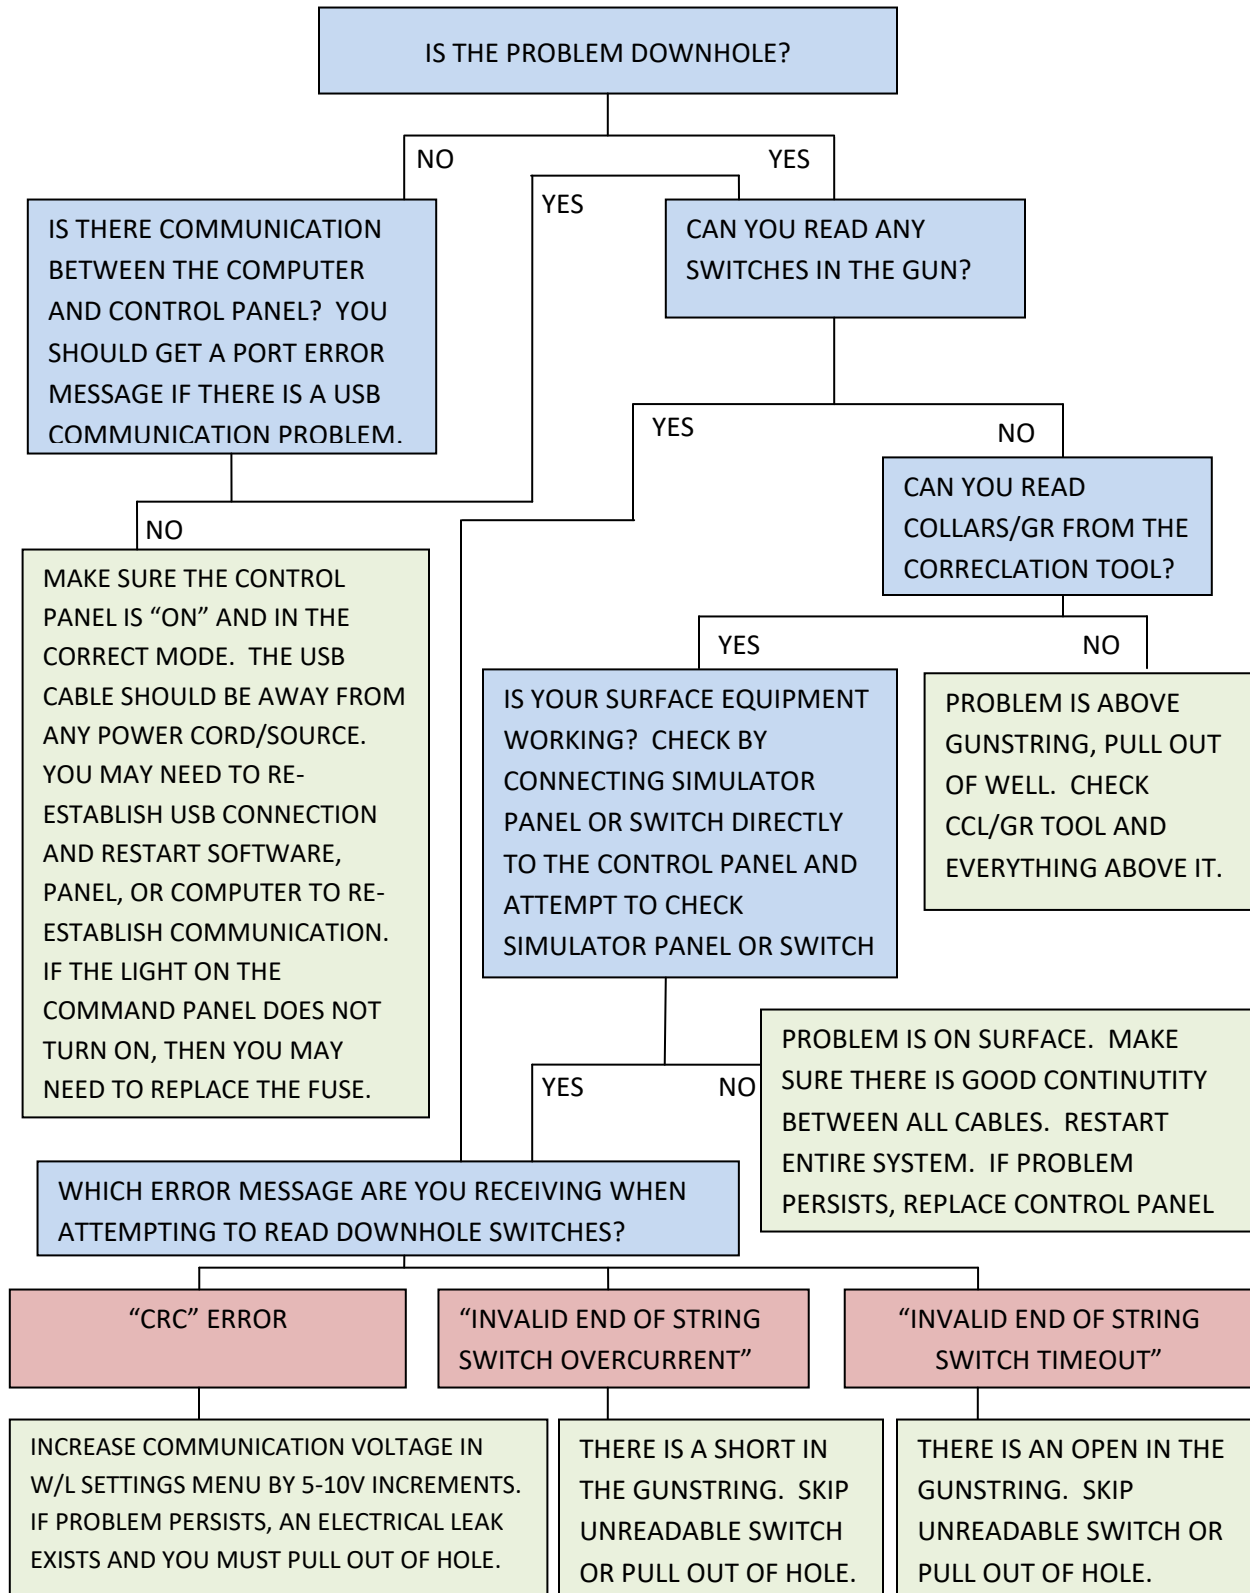 IS THE PROBLEM DOWNHOLE?
NO
YES
YES
IS THERE COMMUNICATION
BETWEEN THE COMPUTER
AND CONTROL PANEL?  YOU
SHOULD GET A PORT ERROR
MESSAGE IF THERE IS A USB
COMMUNICATION PROBLEM.
CAN YOU READ ANY
SWITCHES IN THE GUN?
YES
NO
NO
CAN YOU READ
COLLARS/GR FROM THE
CORRECLATION TOOL?
MAKE SURE THE CONTROL
PANEL IS “ON” AND IN THE
CORRECT MODE.  THE USB
CABLE SHOULD BE AWAY FROM
ANY POWER CORD/SOURCE.
YOU MAY NEED TO RE-
ESTABLISH USB CONNECTION
AND RESTART SOFTWARE,
PANEL, OR COMPUTER TO RE-
ESTABLISH COMMUNICATION.
IF THE LIGHT ON THE
COMMAND PANEL DOES NOT
TURN ON, THEN YOU MAY
NEED TO REPLACE THE FUSE.
YES
NO
IS YOUR SURFACE EQUIPMENT
WORKING?  CHECK BY
CONNECTING SIMULATOR
PANEL OR SWITCH DIRECTLY
TO THE CONTROL PANEL AND
ATTEMPT TO CHECK
SIMULATOR PANEL OR SWITCH
PROBLEM IS ABOVE
GUNSTRING, PULL OUT
OF WELL.  CHECK
CCL/GR TOOL AND
EVERYTHING ABOVE IT.
YES
NO
PROBLEM IS ON SURFACE.  MAKE
SURE THERE IS GOOD CONTINUTITY
BETWEEN ALL CABLES.  RESTART
ENTIRE SYSTEM.  IF PROBLEM
PERSISTS, REPLACE CONTROL PANEL
WHICH ERROR MESSAGE ARE YOU RECEIVING WHEN
ATTEMPTING TO READ DOWNHOLE SWITCHES?
“CRC” ERROR
“INVALID END OF STRING
SWITCH OVERCURRENT”
“INVALID END OF STRING
SWITCH TIMEOUT”
INCREASE COMMUNICATION VOLTAGE IN
W/L SETTINGS MENU BY 5-10V INCREMENTS.
IF PROBLEM PERSISTS, AN ELECTRICAL LEAK
EXISTS AND YOU MUST PULL OUT OF HOLE.
THERE IS A SHORT IN
THE GUNSTRING.  SKIP
UNREADABLE SWITCH
OR PULL OUT OF HOLE.
THERE IS AN OPEN IN THE
GUNSTRING.  SKIP
UNREADABLE SWITCH OR
PULL OUT OF HOLE.